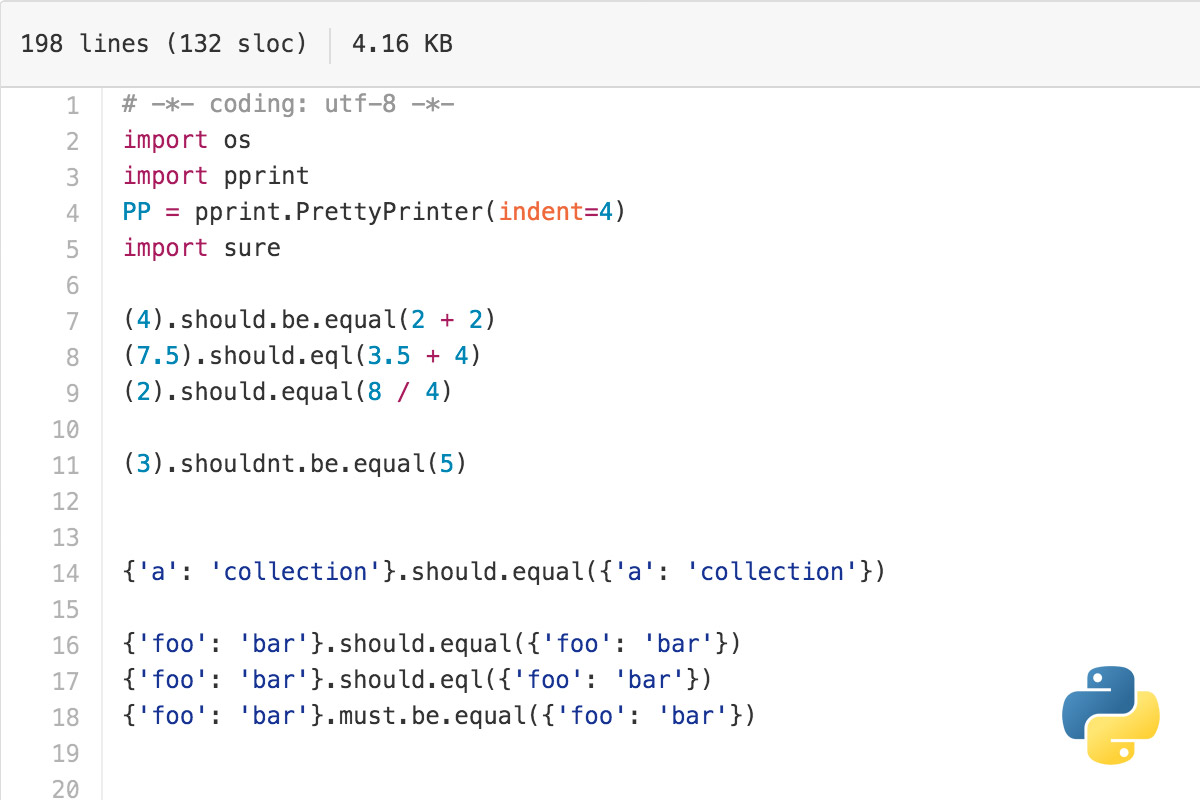 198 lines (132 sloc) 4.16 KB
1 # -*- coding: utf-8 -*-
2 import os
3 import pprint
4 PP = pprint.PrettyPrinter(indent=4)
5 import sure
6
7 (4).should.be.equal(2 + 2)
8 (7.5).should.eql(3.5 + 4)
9 (2).should.equal(8 / 4)
10
11 (3).shouldnt.be.equal(5)
12
13
14 {'a': 'collection'}.should.equal({'a': 'collection'})
15
16 {'foo': 'bar'}.should.equal({'foo': 'bar'})
17 {'foo': 'bar'}.should.eql({'foo': 'bar'})
18 {'foo': 'bar'}.must.be.equal({'foo': 'bar'})
19
20